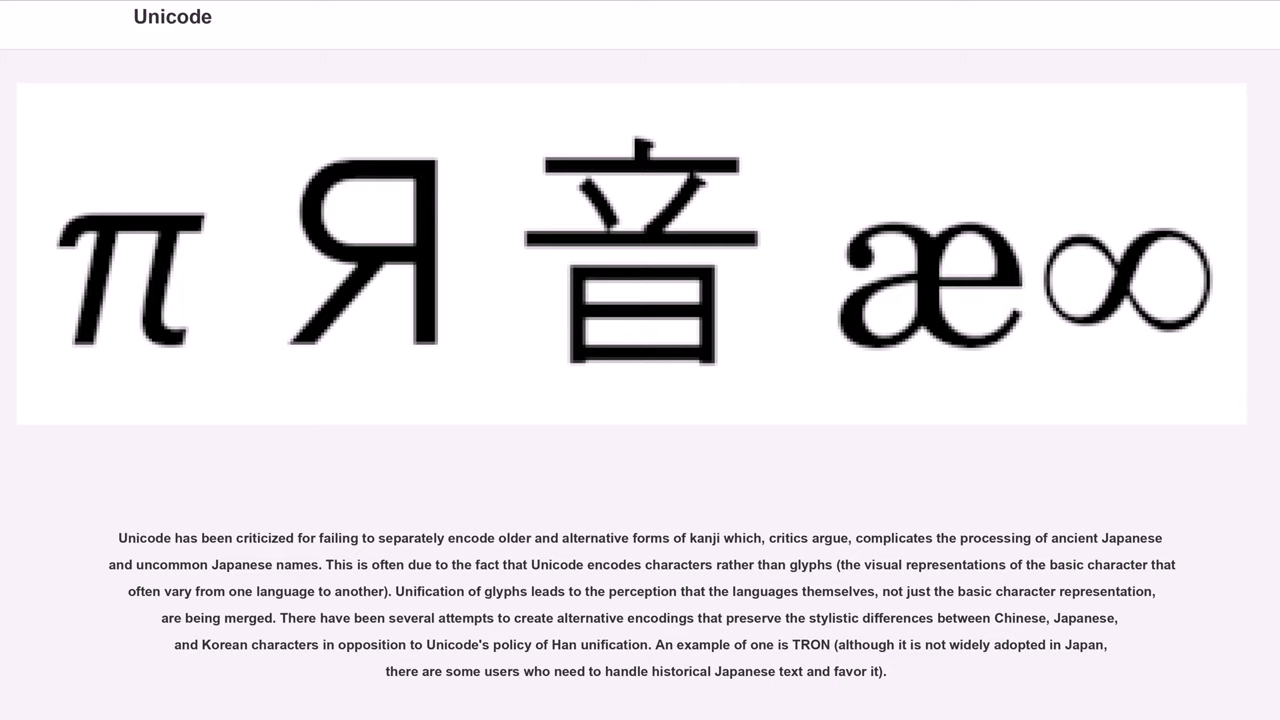 Unicode
π Я 音 æ∞
Unicode has been criticized for failing to separately encode older and alternative forms of kanji which, critics argue, complicates the processing of ancient Japanese
and uncommon Japanese names. This is often due to the fact that Unicode encodes characters rather than glyphs (the visual representations of the basic character that
often vary from one language to another). Unification of glyphs leads to the perception that the languages themselves, not just the basic character representation,
are being merged. There have been several attempts to create alternative encodings that preserve the stylistic differences between Chinese, Japanese,
and Korean characters in opposition to Unicode's policy of Han unification. An example of one is TRON (although it is not widely adopted in Japan,
there are some users who need to handle historical Japanese text and favor it).